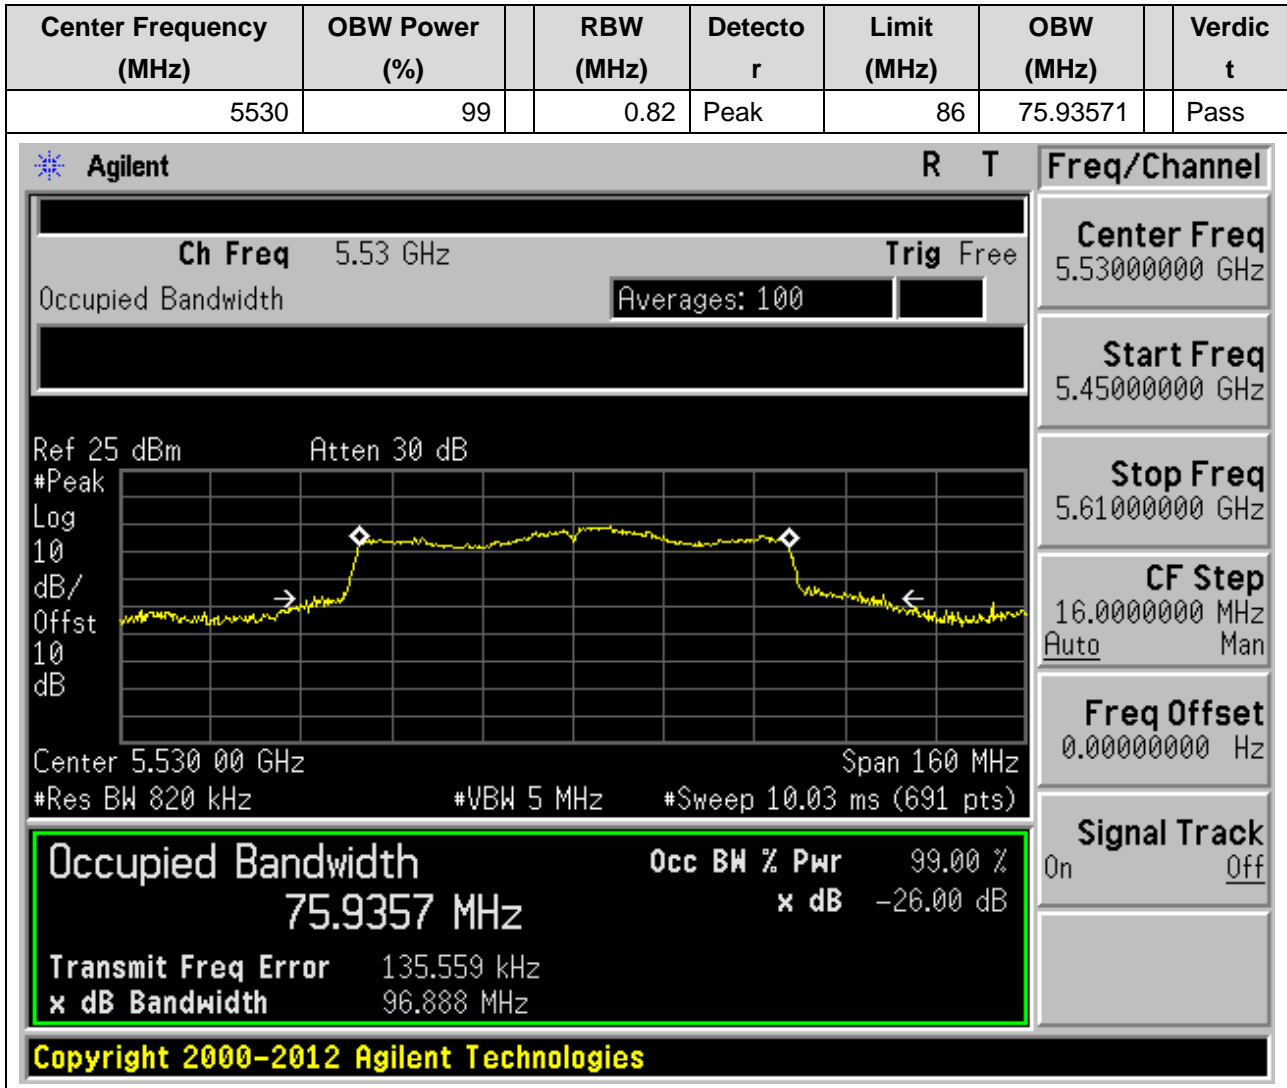 Center Frequency OBW Power RBW Detecto Limit OBW Verdic
(MHz) (%) (MHz) r (MHz) (MHz) t
5530 99 0.82 Peak 86 75.93571 Pass
Agilent R T Freq/Channel
Ch Freq 5.53 GHz Trig Free
Occupied Bandwidth Averages: 100
Center Freq
5.53000000 GHz
Start Freq
5.45000000 GHz
Stop Freq
5.61000000 GHz
CF Step
16.0000000 MHz
Auto Man
Freq Offset
0.00000000 Hz
Signal Track
On Off
Ref 25 dBm Atten 30 dB
#Peak
Log
10
dB/
Offst
10
dB
Center 5.530 00 GHz Span 160 MHz
#Res BW 820 kHz #VBW 5 MHz #Sweep 10.03 ms (691 pts)
Occupied Bandwidth Occ BW % Pwr 99.00 %
75.9357 MHz x dB -26.00 dB
Transmit Freq Error 135.559 kHz
x dB Bandwidth 96.888 MHz
Copyright 2000-2012 Agilent Technologies